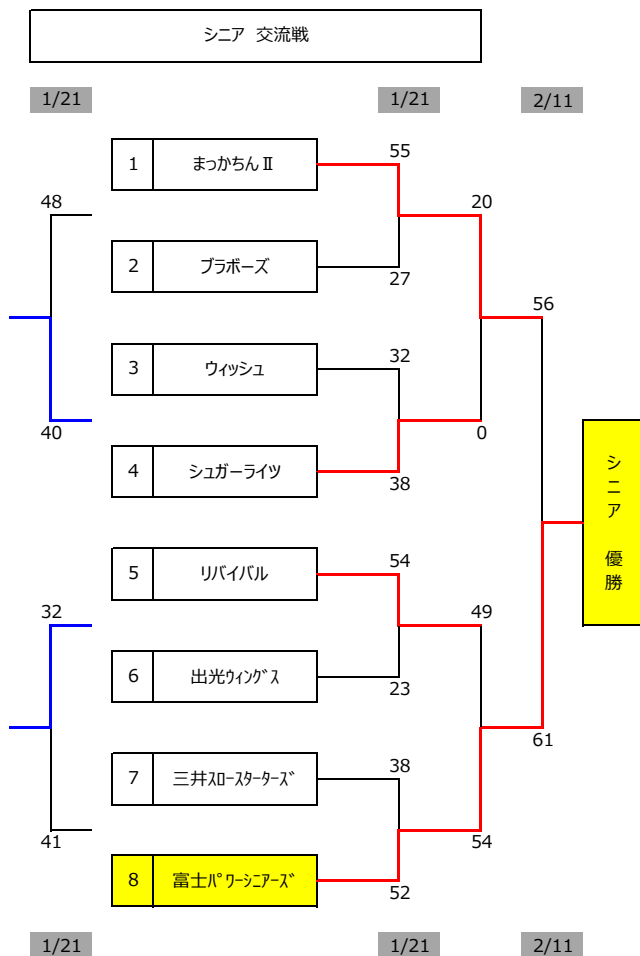 シニア 交流戦
1/21 1/21 2/11
1 まっかちんⅡ 55
48 20
2 ブラボーズ 27
56
3 ウィッシュ 32
40 0
4 シュガーライツ 38
シニア 優勝
5 リバイバル 54
32 49
6 出光ウィングス 23
61
7 三井スロースターターズ 38
41 54
8 富士パワーシニアーズ 52
1/21 1/21 2/11